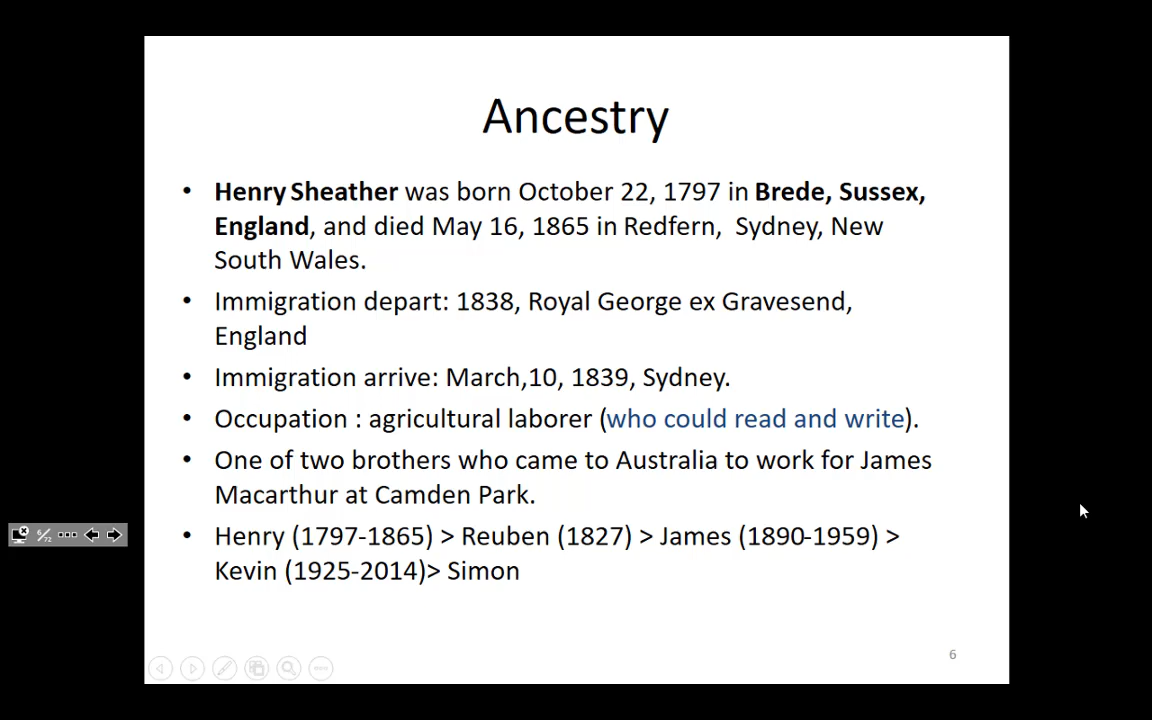 Ancestry
• Henry Sheather was born October 22, 1797 in Brede, Sussex,
England, and died May 16, 1865 in Redfern, Sydney, New
South Wales.
• Immigration depart: 1838, Royal George ex Gravesend,
England
• Immigration arrive: March,10, 1839, Sydney.
• Occupation : agricultural laborer (who could read and write).
• One of two brothers who came to Australia to work for James
Macarthur at Camden Park.
• Henry (1797-1865) > Reuben (1827) > James (1890-1959) >
Kevin (1925-2014)> Simon
6/72
6